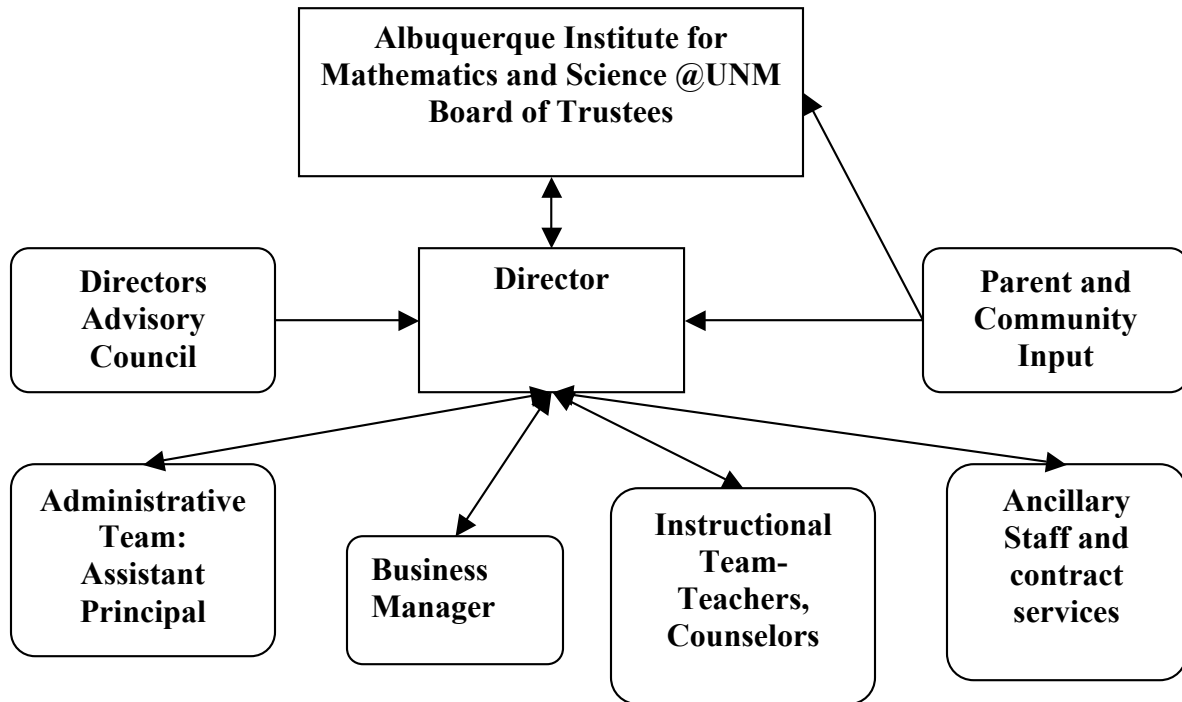 Albuquerque Institute for
Mathematics and Science @UNM
Board of Trustees
Directors
Advisory
Council
Director
Parent and
Community
Input
Administrative
Team:
Assistant
Principal
Business
Manager
Instructional
Team-
Teachers,
Counselors
Ancillary
Staff and
contract
services